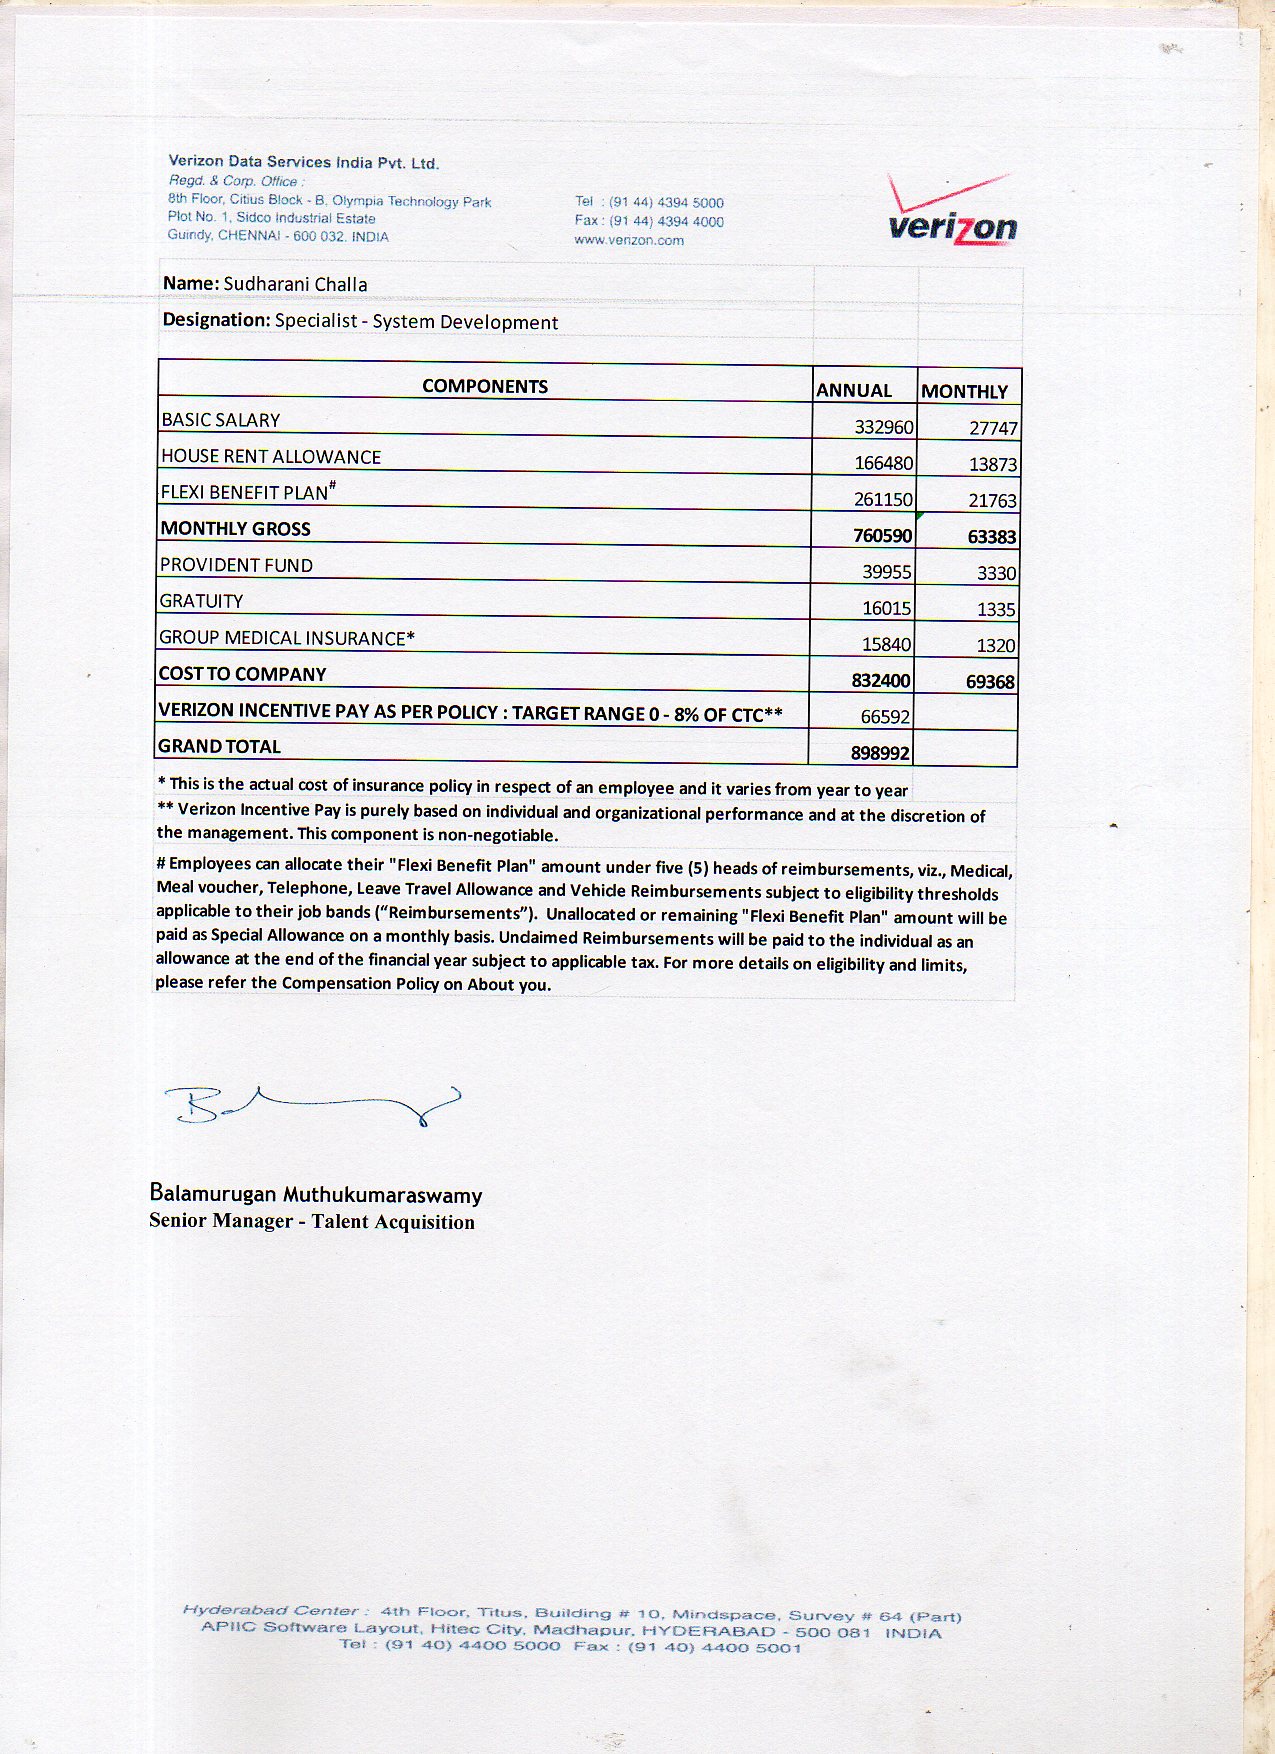 Verizon Data Services India Pvt. Ltd.
Regd. & Corp. Office :
8th Floor, Citius Block - B, Olympia Technology Park
Plot No. 1, Sidco Industrial Estate
Guindy, CHENNAI - 600 032. INDIA
Tel : (91 44) 4394 5000
Fax : (91 44) 4394 4000
www.verizon.com
verizon
Name: Sudharani Challa
Designation: Specialist - System Development
COMPONENTS ANNUAL MONTHLY
BASIC SALARY 332960 27747
HOUSE RENT ALLOWANCE 166480 13873
FLEXI BENEFIT PLAN# 261150 21763
MONTHLY GROSS 760590 63383
PROVIDENT FUND 39955 3330
GRATUITY 16015 1335
GROUP MEDICAL INSURANCE* 15840 1320
COST TO COMPANY 832400 69368
VERIZON INCENTIVE PAY AS PER POLICY : TARGET RANGE 0 - 8% OF CTC** 66592
GRAND TOTAL 898992
* This is the actual cost of insurance policy in respect of an employee and it varies from year to year
** Verizon Incentive Pay is purely based on individual and organizational performance and at the discretion of
the management. This component is non-negotiable.
# Employees can allocate their "Flexi Benefit Plan" amount under five (5) heads of reimbursements, viz., Medical,
Meal voucher, Telephone, Leave Travel Allowance and Vehicle Reimbursements subject to eligibility thresholds
applicable to their job bands (“Reimbursements”). Unallocated or remaining "Flexi Benefit Plan" amount will be
paid as Special Allowance on a monthly basis. Unclaimed Reimbursements will be paid to the individual as an
allowance at the end of the financial year subject to applicable tax. For more details on eligibility and limits,
please refer the Compensation Policy on About you.
Balamurugan Muthukumaraswamy
Senior Manager - Talent Acquisition
Hyderabad Center : 4th Floor, Titus, Building # 10, Mindspace, Survey # 64 (Part)
APIIC Software Layout, Hitec City, Madhapur, HYDERABAD - 500 081 INDIA
Tel : (91 40) 4400 5000 Fax : (91 40) 4400 5001